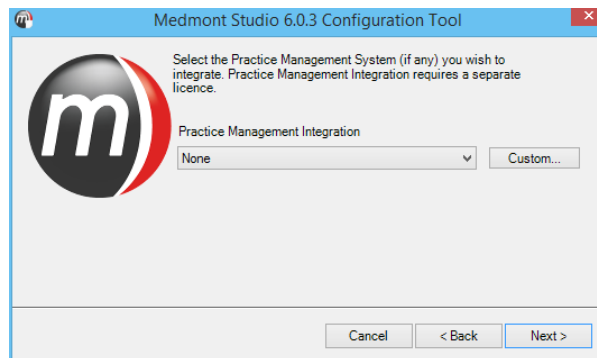 Medmont Studio 6.0.3 Configuration Tool
Select the Practice Management System (if any) you wish to
integrate. Practice Management Integration requires a separate
licence.
m
Practice Management Integration
None
Custom...
Cancel
< Back
Next >